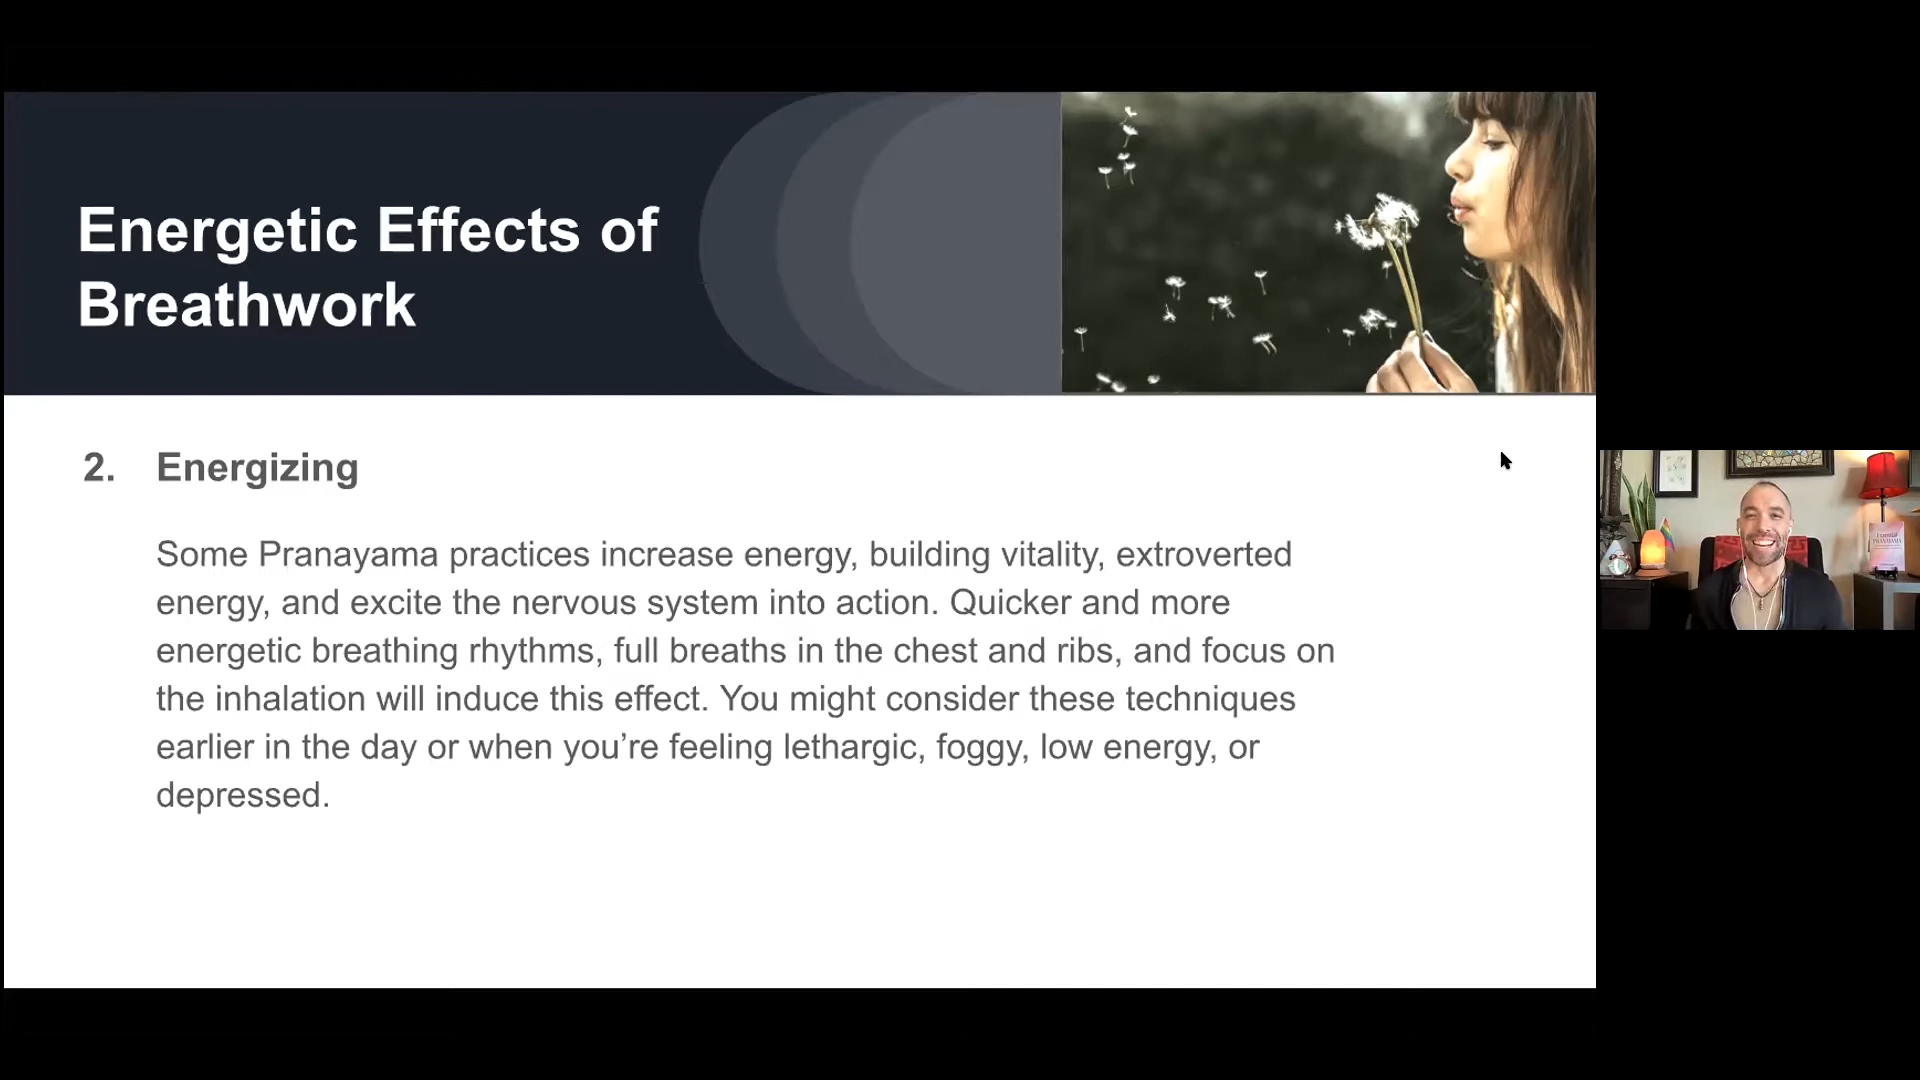 Energetic Effects of
Breathwork
2. Energizing
Some Pranayama practices increase energy, building vitality, extroverted
energy, and excite the nervous system into action. Quicker and more
energetic breathing rhythms, full breaths in the chest and ribs, and focus on
the inhalation will induce this effect. You might consider these techniques
earlier in the day or when you’re feeling lethargic, foggy, low energy, or
depressed.
PRANAYAMA